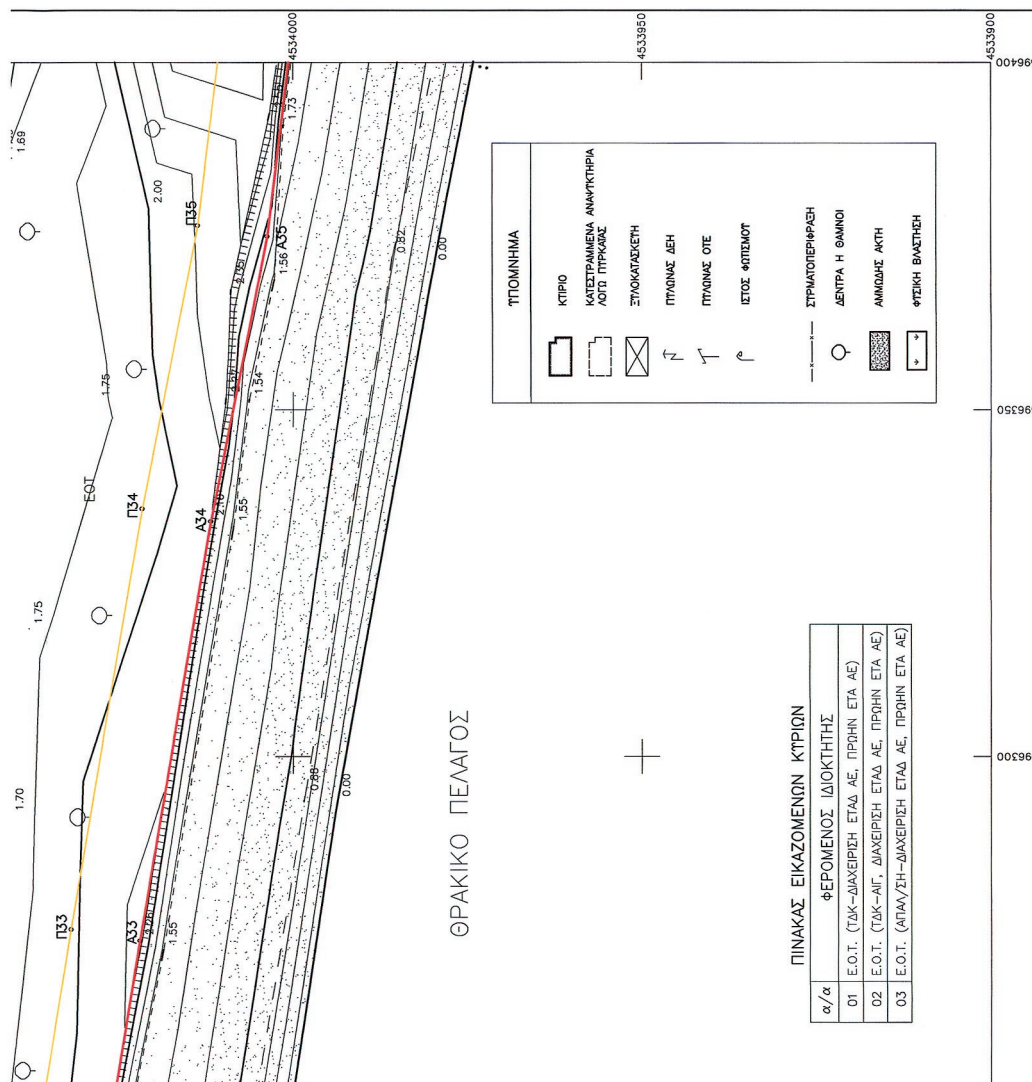 4534000
4533950
4533900
1.69
2.00
Π35
1.73
A35
1.56
0.82
0.00
1.75
1.54
ΕΟΤ
Π34
A34
1.55
1.75
1.70
0.88
0.00
Π33
A33
1.55
ΘΡΑΚΙΚΟ ΠΕΛΑΓΟΣ
ΥΠΟΜΝΗΜΑ
ΚΤΙΡΙΟ
ΚΑΤΕΣΤΡΑΜΜΕΝΑ ΑΝΑΨΥΚΤΗΡΙΑ
ΛΟΓΩ ΠΥΡΚΑΓΙΑΣ
ΞΥΛΟΚΑΤΑΣΚΕΥΗ
ΠΥΛΩΝΑΣ ΔΕΗ
ΠΥΛΩΝΑΣ ΟΤΕ
ΙΣΤΟΣ ΦΩΤΙΣΜΟΥ
ΣΥΡΜΑΤΟΠΕΡΙΦΡΑΞΗ
ΔΕΝΤΡΑ Η ΘΑΜΝΟΙ
ΑΜΜΩΔΗΣ ΑΚΤΗ
ΦΥΣΙΚΗ ΒΛΑΣΤΗΣΗ
ΠΙΝΑΚΑΣ ΕΙΚΑΖΟΜΕΝΩΝ ΚΥΡΙΩΝ
α/α ΦΕΡΟΜΕΝΟΣ ΙΔΙΟΚΤΗΤΗΣ
01 Ε.Ο.Τ. (ΤΔΚ-ΔΙΑΧΕΙΡΙΣΗ ΕΤΑΔ ΑΕ, ΠΡΩΗΝ ΕΤΑ ΑΕ)
02 Ε.Ο.Τ. (ΤΔΚ-ΑΙΓ, ΔΙΑΧΕΙΡΙΣΗ ΕΤΑΔ ΑΕ, ΠΡΩΗΝ ΕΤΑ ΑΕ)
03 Ε.Ο.Τ. (ΑΠΑΛ/ΣΗ-ΔΙΑΧΕΙΡΙΣΗ ΕΤΑΔ ΑΕ, ΠΡΩΗΝ ΕΤΑ ΑΕ)